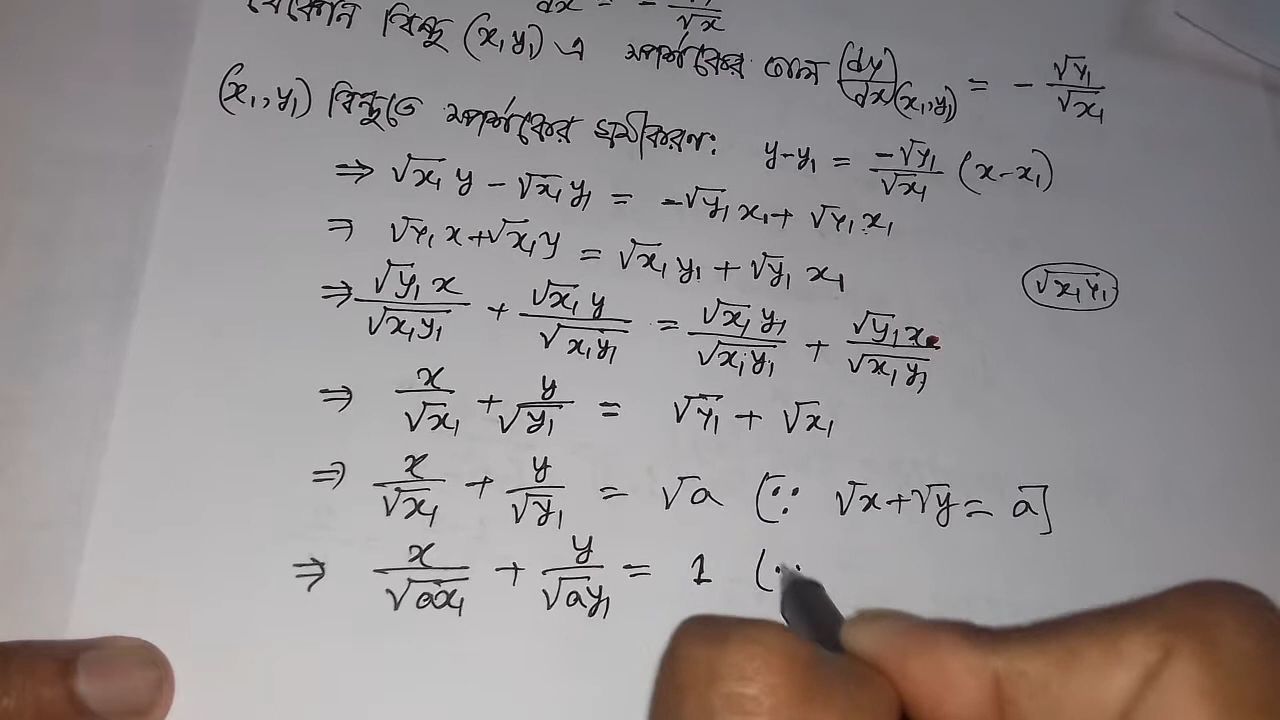 dx = - √x
যেকোন বিন্দু (x₁y₁) এ স্পর্শকের ঢাল (dy/dx)(x₁,y₁) = - √y₁/√x₁
(x₁, y₁) বিন্দুতে স্পর্শকের সমীকরণ: y-y₁ = -√y₁/√x₁ (x-x₁)
⇒ √x₁ y - √x₁ y₁ = -√y₁ x₁ + √y₁ x₁
⇒ √y₁ x + √x₁ y = √x₁ y₁ + √y₁ x₁
√x₁y₁
⇒ √y₁ x/√x₁y₁ + √x₁ y/√x₁y₁ = √x₁ y₁/√x₁y₁ + √y₁ x/√x₁y₁
⇒ x/√x₁ + y/√y₁ = √y₁ + √x₁
⇒ x/√x₁ + y/√y₁ = √a (∵ √x+√y = a]
⇒ x/√ax₁ + y/√ay₁ = 1 (∵